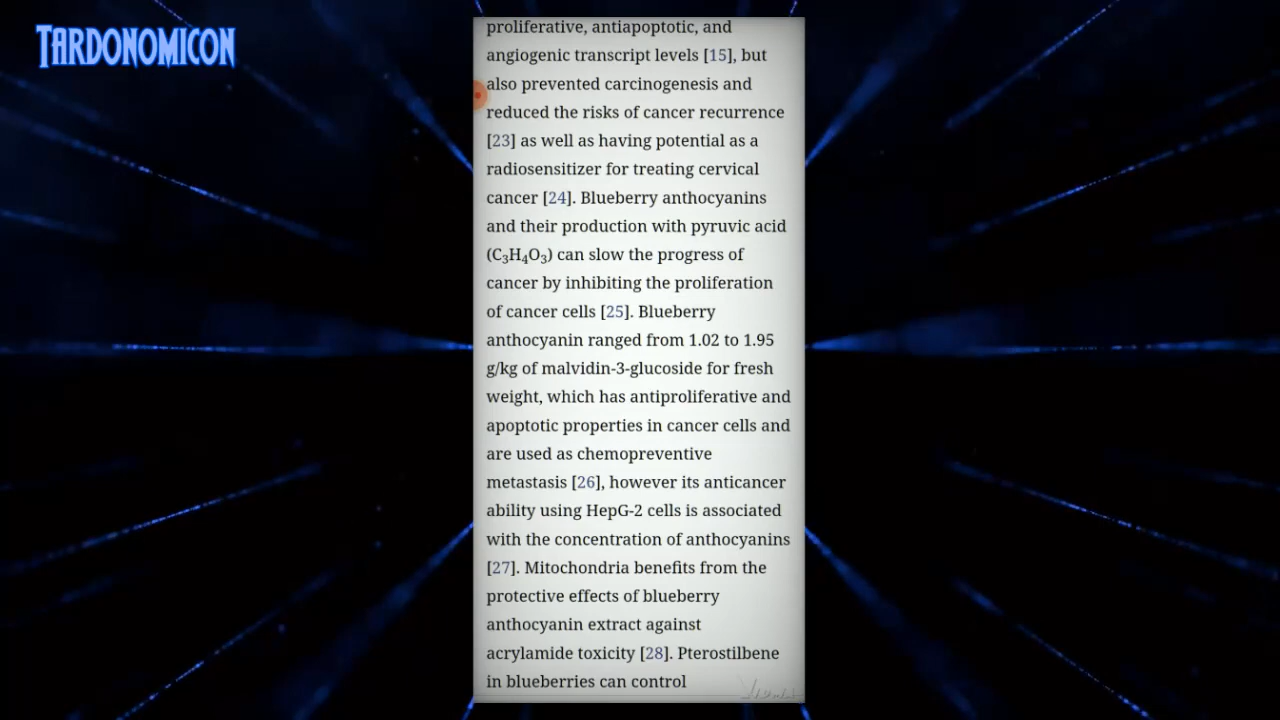 TARDONOMICON
proliferative, antiapoptotic, and
angiogenic transcript levels [15], but
also prevented carcinogenesis and
reduced the risks of cancer recurrence
[23] as well as having potential as a
radiosensitizer for treating cervical
cancer [24]. Blueberry anthocyanins
and their production with pyruvic acid
(C₃H₄O₃) can slow the progress of
cancer by inhibiting the proliferation
of cancer cells [25]. Blueberry
anthocyanin ranged from 1.02 to 1.95
g/kg of malvidin-3-glucoside for fresh
weight, which has antiproliferative and
apoptotic properties in cancer cells and
are used as chemopreventive
metastasis [26], however its anticancer
ability using HepG-2 cells is associated
with the concentration of anthocyanins
[27]. Mitochondria benefits from the
protective effects of blueberry
anthocyanin extract against
acrylamide toxicity [28]. Pterostilbene
in blueberries can control